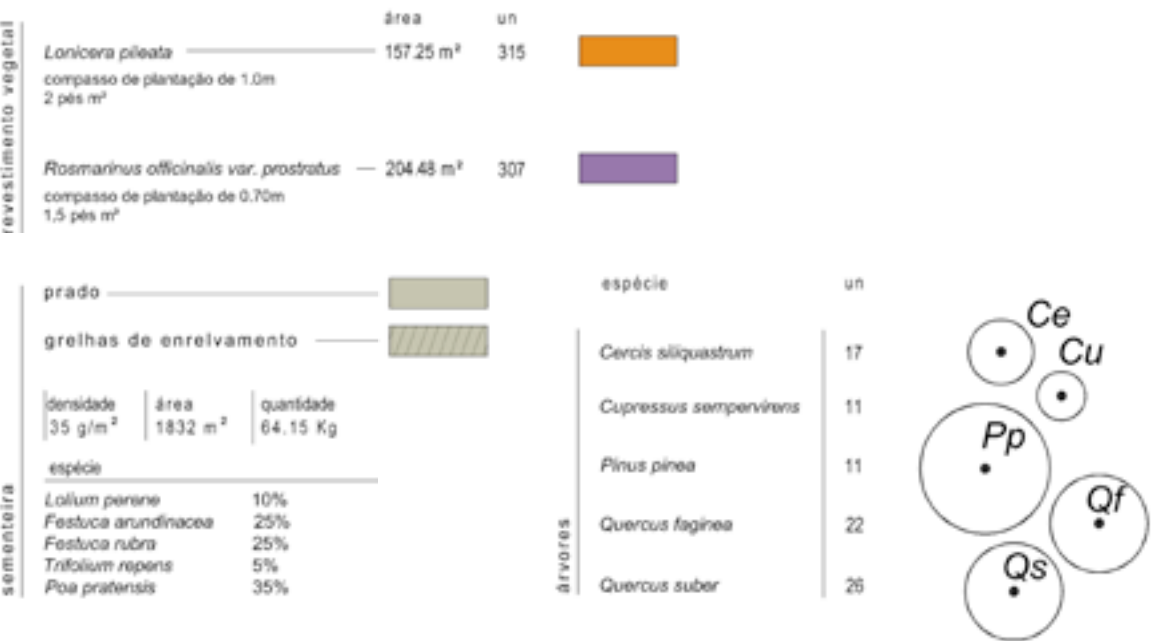 revestimento vegetal
área un
Lonicera pileata 157.25 m² 315
compasso de plantação de 1.0m
2 pés m²
Rosmarinus officinalis var. prostratus 204.48 m² 307
compasso de plantação de 0.70m
1,5 pés m²
sementeira
prado
grelhas de enrelvamento
densidade área quantidade
35 g/m² 1832 m² 64.15 Kg
espécie
Lolium perene 10%
Festuca arundinacea 25%
Festuca rubra 25%
Trifolium repens 5%
Poa pratensis 35%
árvores
espécie un
Cercis siliquastrum 17
Cupressus sempervirens 11
Pinus pinea 11
Quercus faginea 22
Quercus suber 26
Ce
Cu
Pp
Qf
Qs